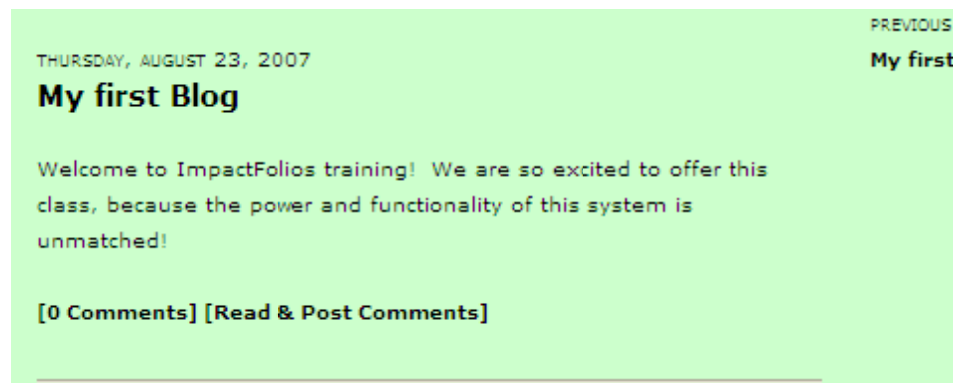 THURSDAY, AUGUST 23, 2007
My first Blog
Welcome to ImpactFolios training!  We are so excited to offer this
class, because the power and functionality of this system is
unmatched!
[0 Comments] [Read & Post Comments]
PREVIOUS
My first